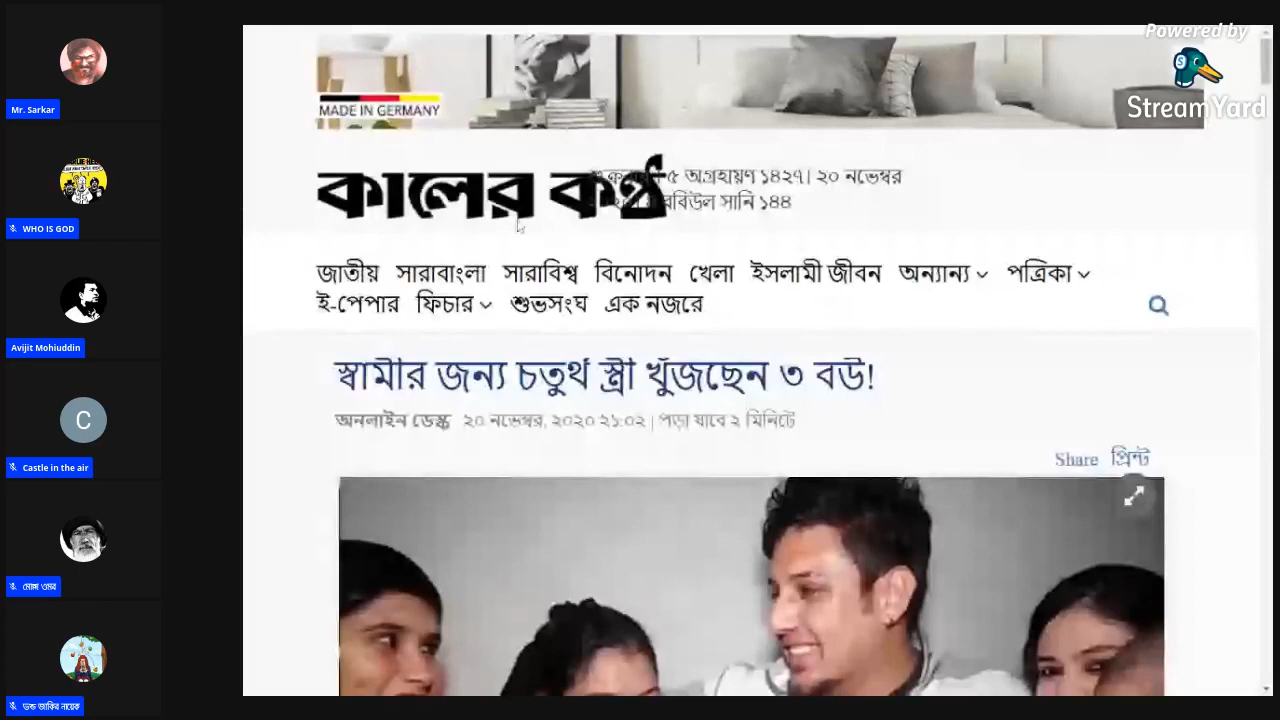 Mr. Sarkar
WHO IS GOD
Avijit Mohiuddin
C
Castle in the air
মোল্লা ওমর
ডক্ত জাকির নায়েক
Powered by
StreamYard
MADE IN GERMANY
কালের কণ্ঠ
৫ অগ্রহায়ণ ১৪২৭। ২০ নভেম্বর
রবিউল সানি ১৪৪
জাতীয় সারাবাংলা সারাবিশ্ব বিনোদন খেলা ইসলামী জীবন অন্যান্য পত্রিকা
ই-পেপার ফিচার শুভসংঘ এক নজরে
স্বামীর জন্য চতুর্থ স্ত্রী খুঁজছেন ৩ বউ!
অনলাইন ডেস্ক ২০ নভেম্বর, ২০২০ ২১:০২ | পড়া যাবে ২ মিনিটে
Share প্রিন্ট